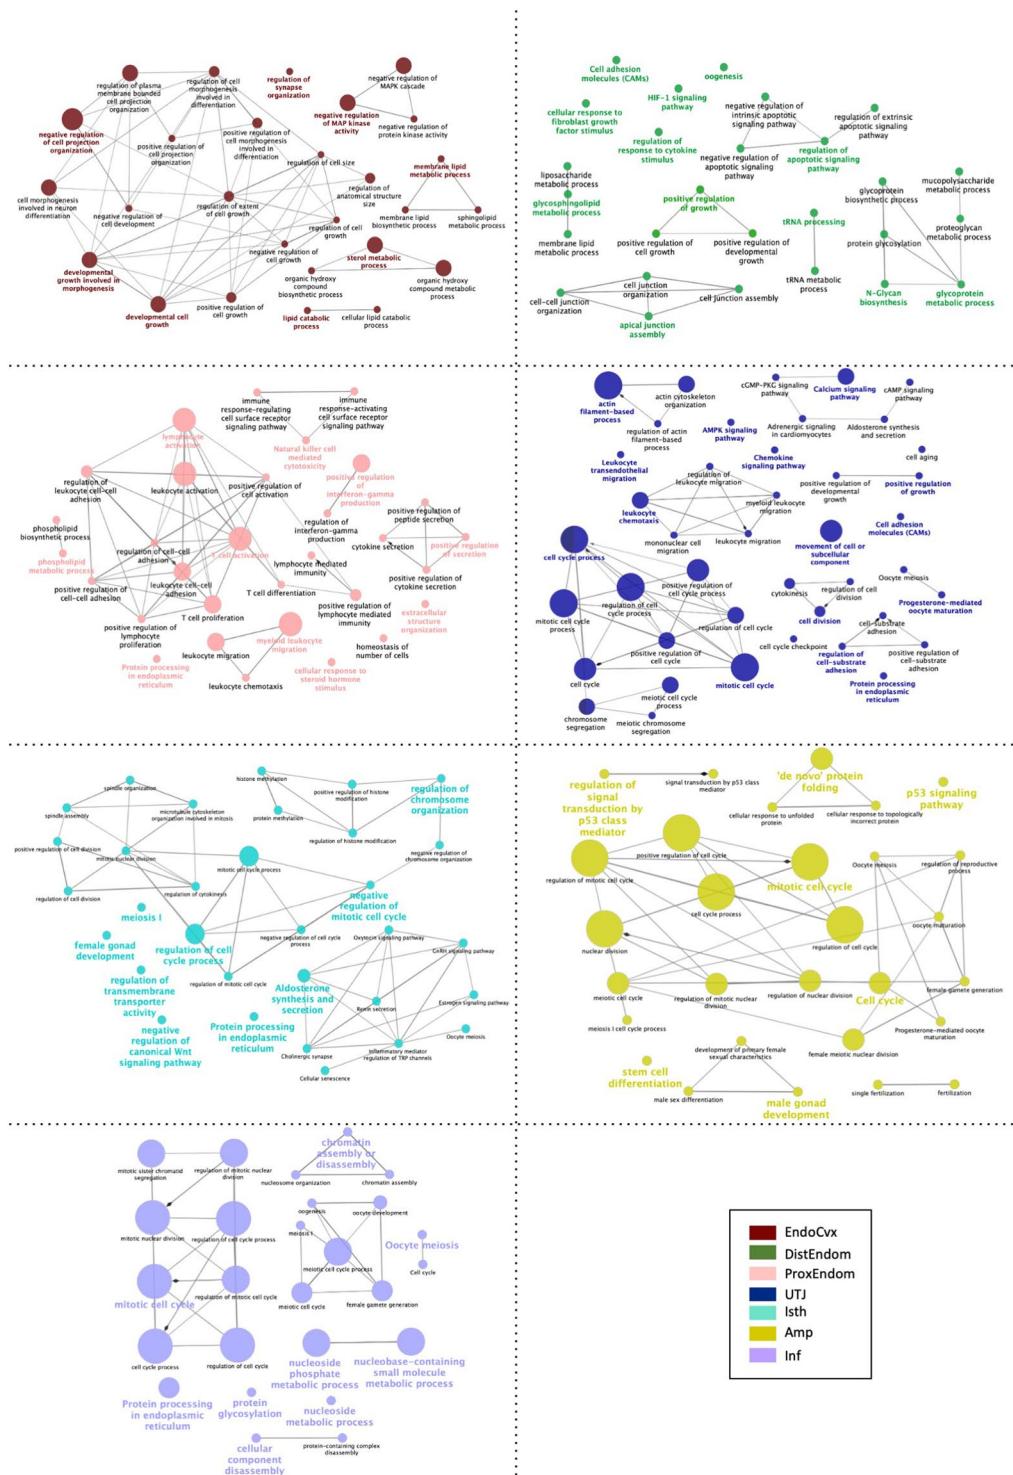 regulation of plasma
membrane bounded
cell projection
organization
regulation of cell
morphogenesis
involved in
differentiation
regulation of
synapse
organization
negative regulation of
MAPK cascade
negative regulation
of MAP kinase
activity
negative regulation of
protein kinase activity
negative regulation
of cell projection
organization
positive regulation of
cell projection
organization
positive regulation
of cell morphogenesis
involved in
differentiation
regulation of cell size
membrane lipid
metabolic process
cell morphogenesis
involved in neuron
differentiation
negative regulation of
cell development
regulation of extent
of cell growth
regulation of
anatomical structure
size
membrane lipid
biosynthetic process
sphingolipid
metabolic process
regulation of cell
growth
negative regulation of
cell growth
sterol metabolic
process
developmental
growth involved in
morphogenesis
organic hydroxy
compound
biosynthetic process
organic hydroxy
compound metabolic
process
developmental cell
growth
positive regulation of
cell growth
lipid catabolic
process
cellular lipid catabolic
process
Cell adhesion
molecules (CAMs)
oogenesis
HIF-1 signaling
pathway
cellular response to
fibroblast growth
factor stimulus
negative regulation of
intrinsic apoptotic
signaling pathway
regulation of extrinsic
apoptotic signaling
pathway
regulation of
response to cytokine
stimulus
negative regulation of
apoptotic signaling
pathway
regulation of
apoptotic signaling
pathway
liposaccharide
metabolic process
glycosphingolipid
metabolic process
membrane lipid
metabolic process
positive regulation
of growth
positive regulation of
cell growth
positive regulation of
developmental
growth
tRNA processing
tRNA metabolic
process
glycoprotein
biosynthetic process
mucopolysaccharide
metabolic process
protein glycosylation
proteoglycan
metabolic process
N-Glycan
biosynthesis
glycoprotein
metabolic process
cell junction
organization
cell-cell junction
organization
cell junction assembly
apical junction
assembly
lymphocyte
activation
immune
response-regulating
cell surface receptor
signaling pathway
immune
response-activating
cell surface receptor
signaling pathway
Natural killer cell
mediated
cytotoxicity
regulation of
leukocyte cell-cell
adhesion
leukocyte activation
positive regulation of
cell activation
positive regulation of
interferon-gamma
production
regulation of
interferon-gamma
production
positive regulation of
peptide secretion
cytokine secretion
positive regulation
of secretion
positive regulation of
cytokine secretion
phospholipid
biosynthetic process
phospholipid
metabolic process
regulation of cell-cell
adhesion
T cell activation
lymphocyte mediated
immunity
leukocyte cell-cell
adhesion
positive regulation of
cell-cell adhesion
T cell differentiation
T cell proliferation
positive regulation of
lymphocyte mediated
immunity
extracellular
structure
organization
positive regulation of
lymphocyte
proliferation
Protein processing
in endoplasmic
reticulum
leukocyte migration
myeloid leukocyte
migration
leukocyte chemotaxis
homeostasis of
number of cells
cellular response to
steroid hormone
stimulus
actin
filament-based
process
actin cytoskeleton
organization
regulation of actin
filament-based
process
cGMP-PKG signaling
pathway
Calcium signaling
pathway
cAMP signaling
pathway
Adrenergic signaling
in cardiomyocytes
Aldosterone synthesis
and secretion
AMPK signaling
pathway
Leukocyte
transendothelial
migration
Chemokine
signaling pathway
cell aging
regulation of
leukocyte migration
leukocyte
chemotaxis
myeloid leukocyte
migration
mononuclear cell
migration
leukocyte migration
positive regulation of
developmental
growth
positive regulation
of growth
movement of cell or
subcellular
component
Cell adhesion
molecules (CAMs)
cell cycle process
regulation of cell
cycle process
positive regulation of
cell cycle process
mitotic cell cycle
process
regulation of cell cycle
positive regulation of
cell cycle
cell cycle
mitotic cell cycle
cytokinesis
regulation of cell
division
cell division
Oocyte meiosis
Progesterone-mediated
oocyte maturation
cell cycle checkpoint
cell-substrate
adhesion
regulation of
cell-substrate
adhesion
positive regulation of
cell-substrate
adhesion
Protein processing in
endoplasmic
reticulum
meiotic cell cycle
process
chromosome
segregation
meiotic chromosome
segregation
spindle organization
spindle assembly
microtubule cytoskeleton
organization involved in mitosis
positive regulation of cell division
mitotic nuclear division
regulation of cell division
regulation of cytokinesis
histone methylation
positive regulation of histone
modification
protein methylation
regulation of histone modification
regulation of
chromosome
organization
negative regulation of
chromosome organization
mitotic cell cycle process
negative
regulation of
mitotic cell cycle
meiosis I
female gonad
development
regulation of cell
cycle process
negative regulation of cell cycle
process
regulation of mitotic cell cycle
regulation of
transmembrane
transporter
activity
negative
regulation of
canonical Wnt
signaling pathway
Protein processing
in endoplasmic
reticulum
Oxytocin signaling pathway
GnRH signaling pathway
Aldosterone
synthesis and
secretion
Renin secretion
Estrogen signaling pathway
Oocyte meiosis
Cholinergic synapse
Inflammatory mediator
regulation of TRP channels
Cellular senescence
regulation of
signal
transduction by
p53 class
mediator
signal transduction by p53 class
mediator
'de novo' protein
folding
cellular response to unfolded
protein
cellular response to topologically
incorrect protein
p53 signaling
pathway
positive regulation of cell cycle
regulation of mitotic cell cycle
mitotic cell cycle
cell cycle process
nuclear division
regulation of cell cycle
Oocyte meiosis
regulation of reproductive
process
oocyte maturation
meiotic cell cycle
regulation of mitotic nuclear
division
regulation of nuclear division
Cell cycle
female gamete generation
meiosis I cell cycle process
female meiotic nuclear division
Progesterone-mediated oocyte
maturation
stem cell
differentiation
development of primary female
sexual characteristics
male sex differentiation
male gonad
development
single fertilization
fertilization
mitotic sister chromatid
segregation
regulation of mitotic nuclear
division
mitotic nuclear division
regulation of cell cycle process
mitotic cell cycle
regulation of mitotic cell cycle
cell cycle process
regulation of cell cycle
chromatin
assembly or
disassembly
nucleosome organization
chromatin assembly
oogenesis
oocyte development
meiosis I
meiotic cell cycle process
meiotic cell cycle
female gamete generation
Oocyte meiosis
Cell cycle
nucleoside
phosphate
metabolic process
nucleobase-containing
small molecule
metabolic process
Protein processing
in endoplasmic
reticulum
protein
glycosylation
nucleoside
metabolic process
cellular
component
disassembly
protein-containing complex
disassembly
EndoCvx
DistEndom
ProxEndom
UTJ
Isth
Amp
Inf